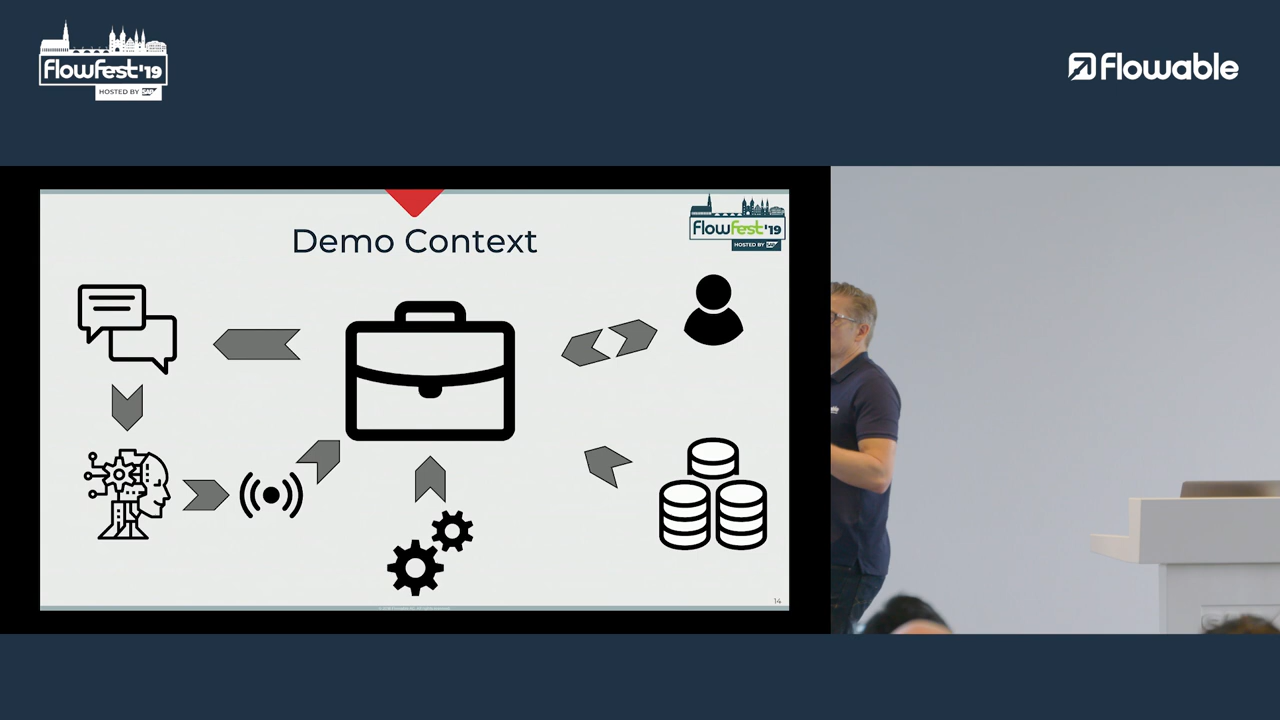 FlowFest'19
HOSTED BY SAP
Flowable
Demo Context
FlowFest'19
HOSTED BY SAP
14